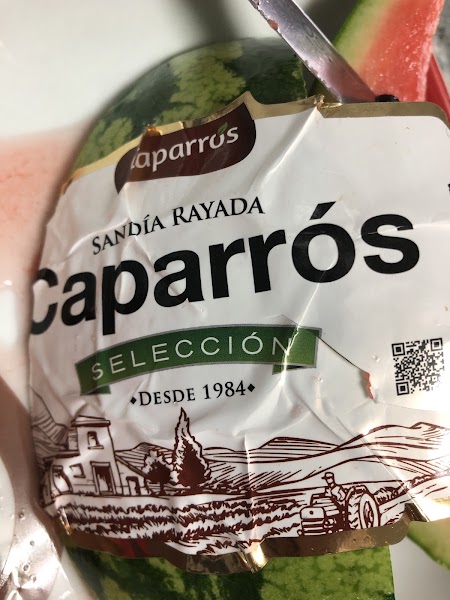 Caparrós
SANDÍA RAYADA
Caparrós
SELECCIÓN
DESDE 1984